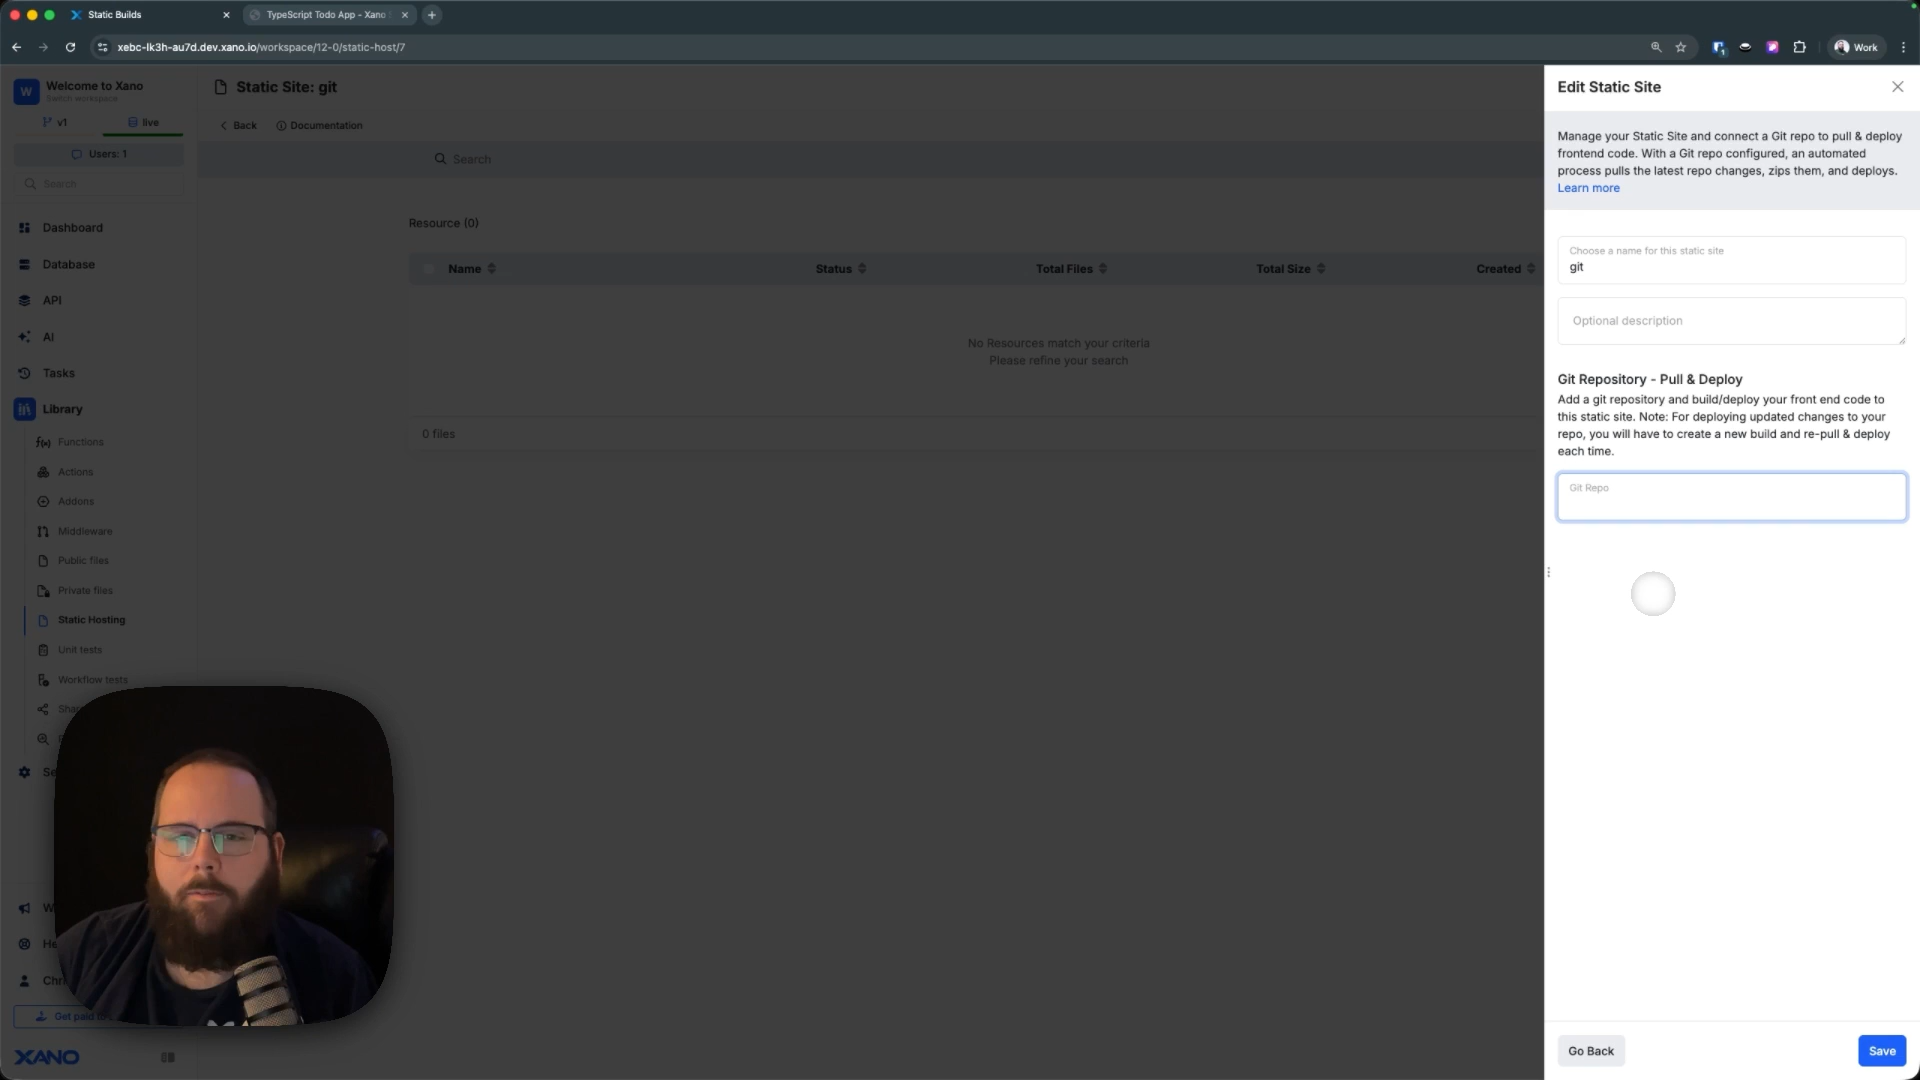 Static Builds
TypeScript Todo App - Xano
xebc-lk3h-au7d.dev.xano.io/workspace/12-0/static-host/7
Work
W
Welcome to Xano
Switch workspace
v1
live
Users: 1
Search
Dashboard
Database
API
AI
Tasks
Library
Functions
Actions
Addons
Middleware
Public files
Private files
Static Hosting
Unit tests
Workflow tests
Get paid
XANO
Static Site: git
Back
Documentation
Search
Resource (0)
Name
Status
Total Files
Total Size
Created
No Resources match your criteria
Please refine your search
0 files
Edit Static Site
Manage your Static Site and connect a Git repo to pull & deploy
frontend code. With a Git repo configured, an automated
process pulls the latest repo changes, zips them, and deploys.
Learn more
Choose a name for this static site
git
Optional description
Git Repository - Pull & Deploy
Add a git repository and build/deploy your front end code to
this static site. Note: For deploying updated changes to your
repo, you will have to create a new build and re-pull & deploy
each time.
Git Repo
Go Back
Save